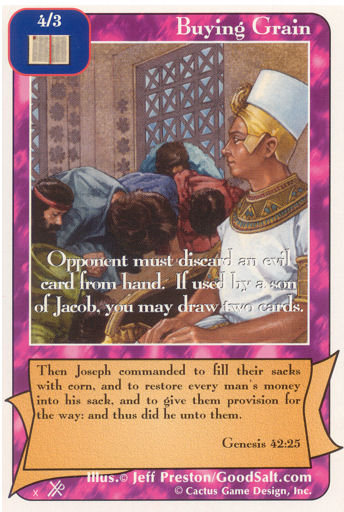 4/3
Buying Grain
Opponent must discard an evil
card from hand. If used by a son
of Jacob, you may draw two cards.
Then Joseph commanded to fill their sacks
with corn, and to restore every man's money
into his sack, and to give them provision for
the way: and thus did he unto them.
Genesis 42:25
Illus.© Jeff Preston/GoodSalt.com
x
© Cactus Game Design, Inc.